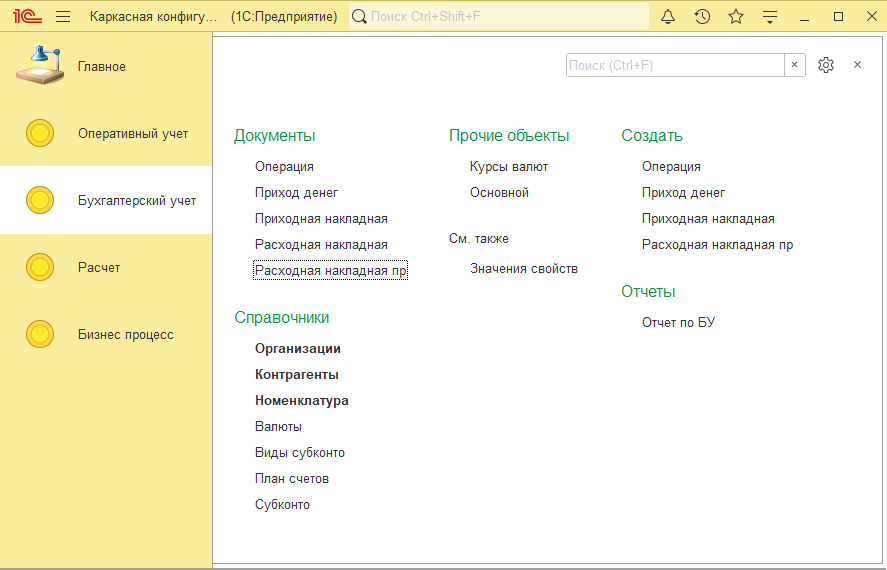 1С
Каркасная конфигу...
(1С:Предприятие)
Поиск Ctrl+Shift+F
Главное
Оперативный учет
Бухгалтерский учет
Расчет
Бизнес процесс
Поиск (Ctrl+F)
Документы
Операция
Приход денег
Приходная накладная
Расходная накладная
Расходная накладная пр
Справочники
Организации
Контрагенты
Номенклатура
Валюты
Виды субконто
План счетов
Субконто
Прочие объекты
Курсы валют
Основной
См. также
Значения свойств
Создать
Операция
Приход денег
Приходная накладная
Расходная накладная пр
Отчеты
Отчет по БУ